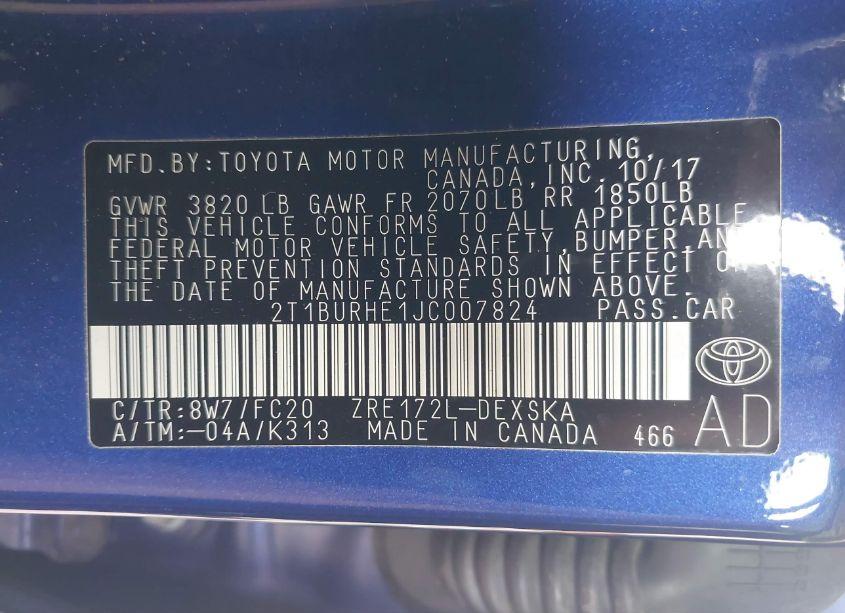 MFD.BY:TOYOTA MOTOR MANUFACTURING,
CANADA,INC. 10/17
GVWR 3820 LB GAWR FR 2070LB RR 1850LB
THIS VEHICLE CONFORMS TO ALL APPLICABLE
FEDERAL MOTOR VEHICLE SAFETY,BUMPER,AND
THEFT PREVENTION STANDARDS IN EFFECT ON
THE DATE OF MANUFACTURE SHOWN ABOVE.
2T1BURHE1JC007824 PASS.CAR
C/TR:8W7/FC20 ZRE172L-DEXSKA
A/TM:-04A/K313 MADE IN CANADA 466 AD